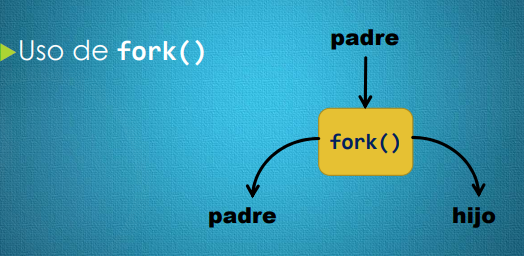 Uso de fork()
padre
fork()
padre
hijo